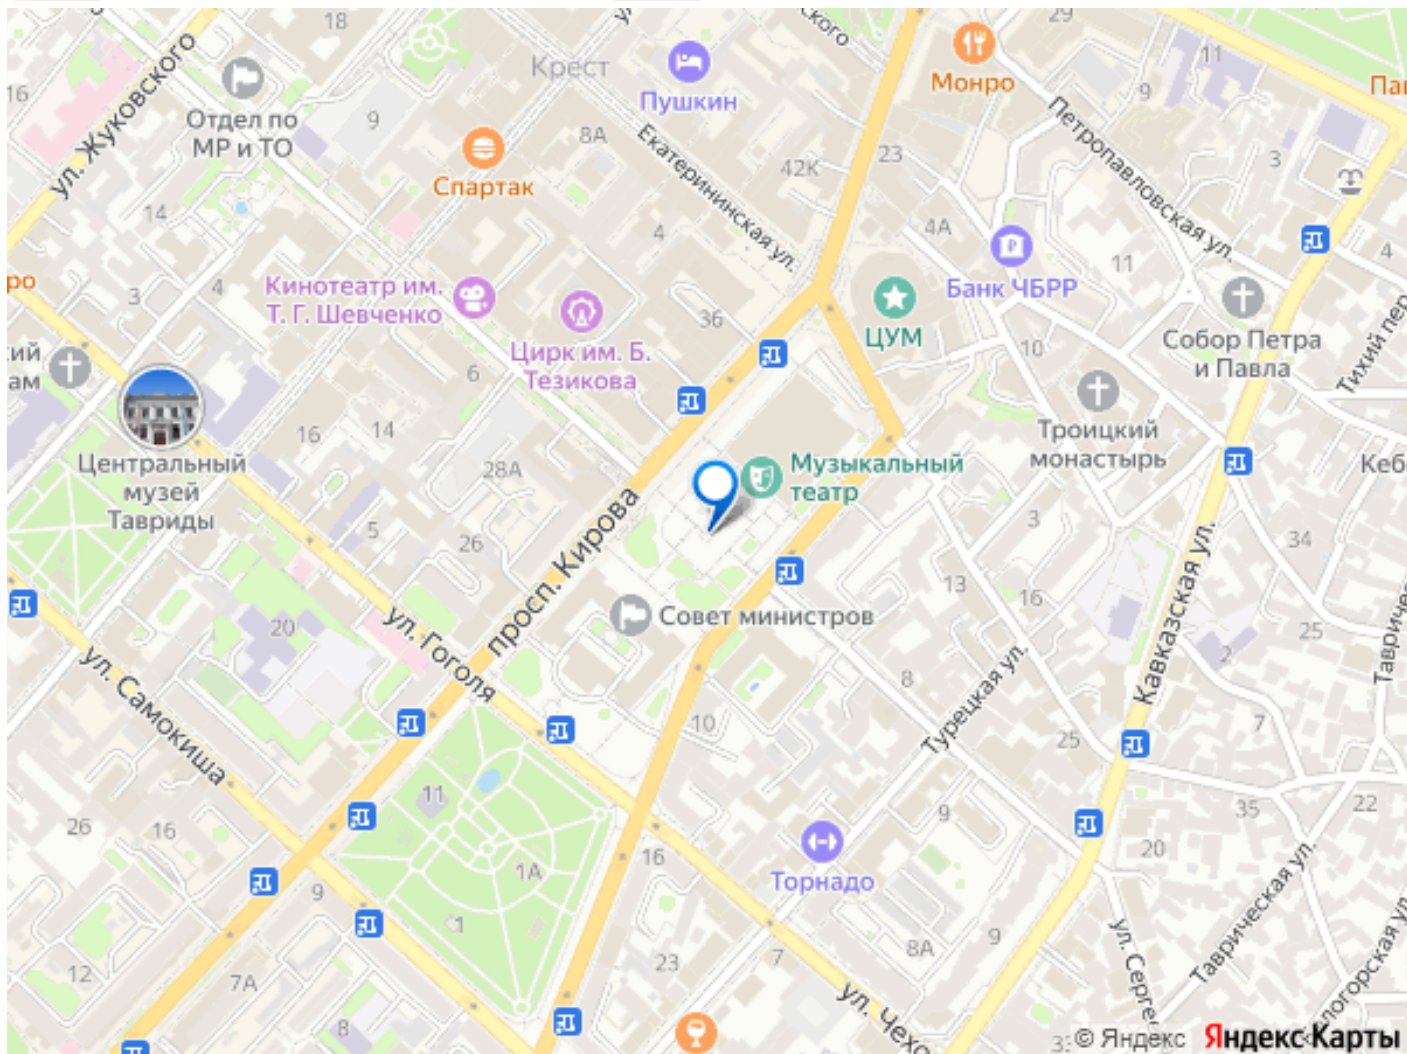 18
29
11
16
ул. Жуковского
Отдел по
МР и ТО
9
Крест
Пушкин
Монро
Спартак
8А
Екатерининская ул.
42К
23
9
Петропавловская ул.
3
14
4
4А
Банк ЧБРР
11
4
3
4
Кинотеатр им.
Т. Г. Шевченко
Цирк им. Б.
Тезикова
36
ЦУМ
10
Собор Петра
и Павла
6
Центральный
музей
Тавриды
16
14
28А
Троицкий
монастырь
Музыкальный
театр
5
26
просп. Кирова
3
34
13
16
Кавказская ул.
25
2
20
ул. Гоголя
Совет министров
8
Турецкая ул.
7
25
10
ул. Самокиша
11
26
16
1А
1
9
16
Торнадо
9
35
22
20
Таврическая ул.
12
7А
8
23
7
8А
9
ул. Чехо
ул. Серге
© Яндекс Яндекс Карты